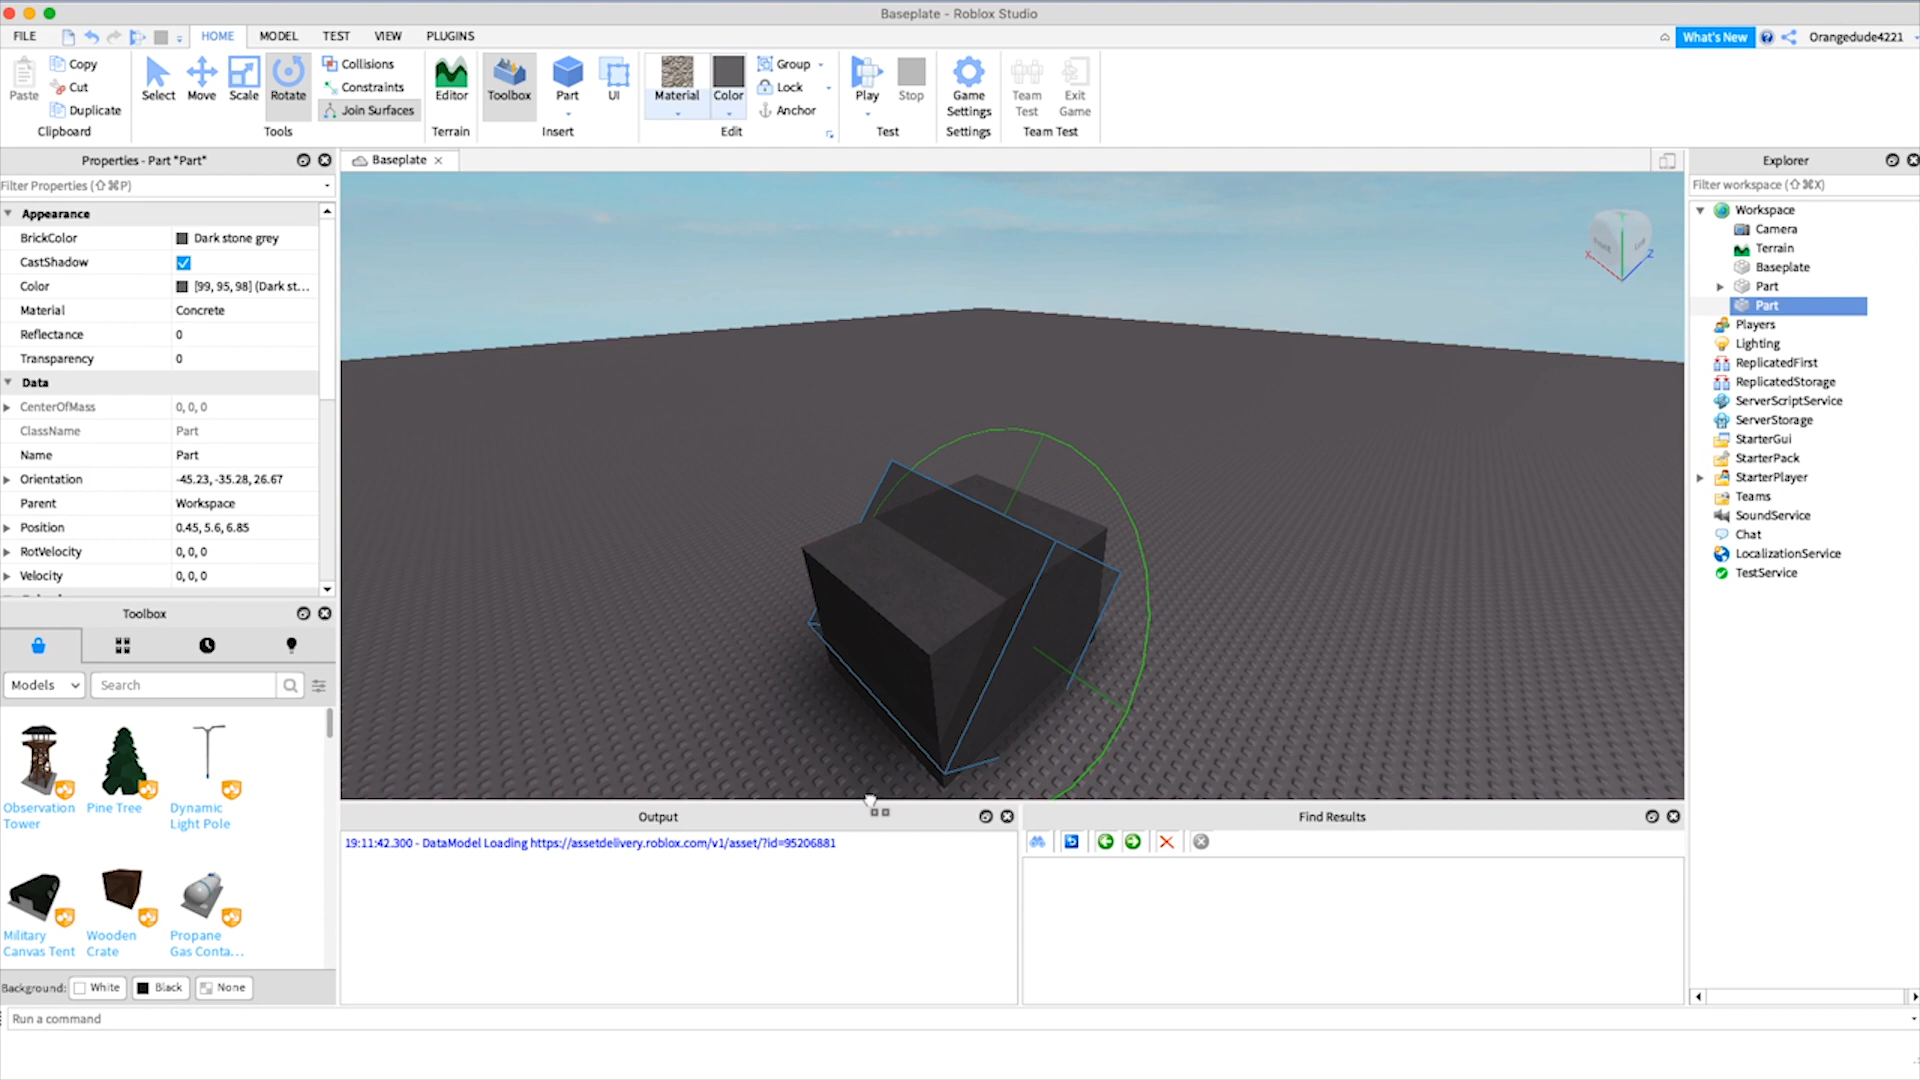 Baseplate - Roblox Studio
FILE HOME MODEL TEST VIEW PLUGINS What's New Orangedude4221
Paste Copy Cut Duplicate
Clipboard
Select Move Scale Rotate
Collisions
Constraints
Join Surfaces
Tools
Editor
Terrain
Toolbox Part UI
Insert
Material Color
Group
Lock
Anchor
Edit
Play Stop
Test
Game Settings
Settings
Team Test
Exit Game
Team Test
Properties - Part "Part"
Filter Properties (⇧⌘P)
Appearance
BrickColor Dark stone grey
CastShadow
Color [99, 95, 98] (Dark st...
Material Concrete
Reflectance 0
Transparency 0
Data
CenterOfMass 0, 0, 0
ClassName Part
Name Part
Orientation -45.23, -35.28, 26.67
Parent Workspace
Position 0.45, 5.6, 6.85
RotVelocity 0, 0, 0
Velocity 0, 0, 0
Toolbox
Models Search
Observation Tower
Pine Tree
Dynamic Light Pole
Military Canvas Tent
Wooden Crate
Propane Gas Conta...
Background: White Black None
Run a command
Baseplate
X
Z
Output
19:11:42.300 - DataModel Loading https://assetdelivery.roblox.com/v1/asset/?id=95206881
Find Results
Explorer
Filter workspace (⇧⌘X)
Workspace
Camera
Terrain
Baseplate
Part
Part
Players
Lighting
ReplicatedFirst
ReplicatedStorage
ServerScriptService
ServerStorage
StarterGui
StarterPack
StarterPlayer
Teams
SoundService
Chat
LocalizationService
TestService